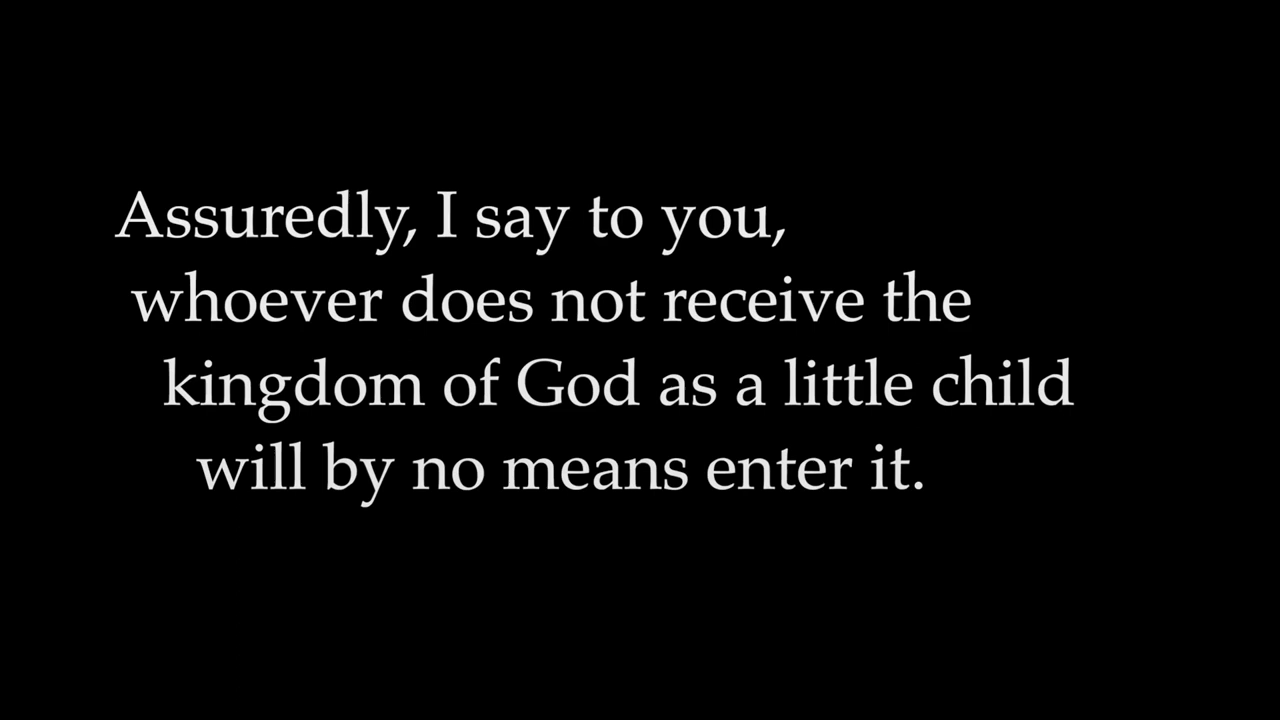 Assuredly, I say to you,
whoever does not receive the
kingdom of God as a little child
will by no means enter it.